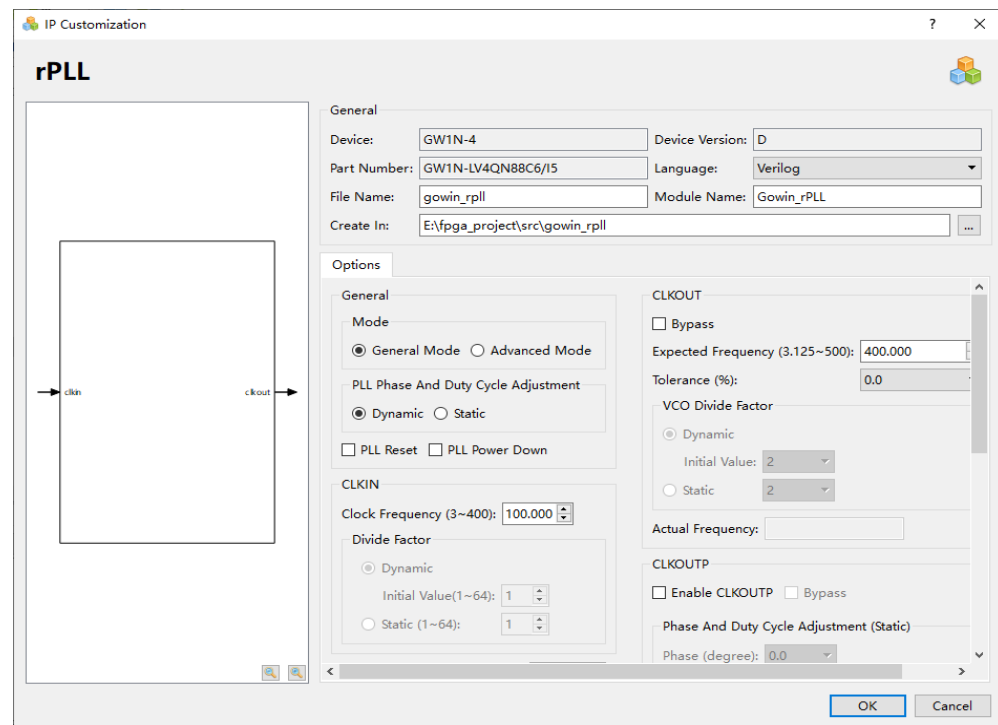 IP Customization
?
rPLL
clkin
clkout
General
Device: GW1N-4 Device Version: D
Part Number: GW1N-LV4QN88C6/I5 Language: Verilog
File Name: gowin_rpll Module Name: Gowin_rPLL
Create In: E:\fpga_project\src\gowin_rpll ...
Options
General
Mode
General Mode Advanced Mode
PLL Phase And Duty Cycle Adjustment
Dynamic Static
PLL Reset PLL Power Down
CLKIN
Clock Frequency (3~400): 100.000
Divide Factor
Dynamic
Initial Value(1~64): 1
Static (1~64): 1
CLKOUT
Bypass
Expected Frequency (3.125~500): 400.000
Tolerance (%): 0.0
VCO Divide Factor
Dynamic
Initial Value: 2
Static 2
Actual Frequency:
CLKOUTP
Enable CLKOUTP Bypass
Phase And Duty Cycle Adjustment (Static)
Phase (degree): 0.0
OK Cancel